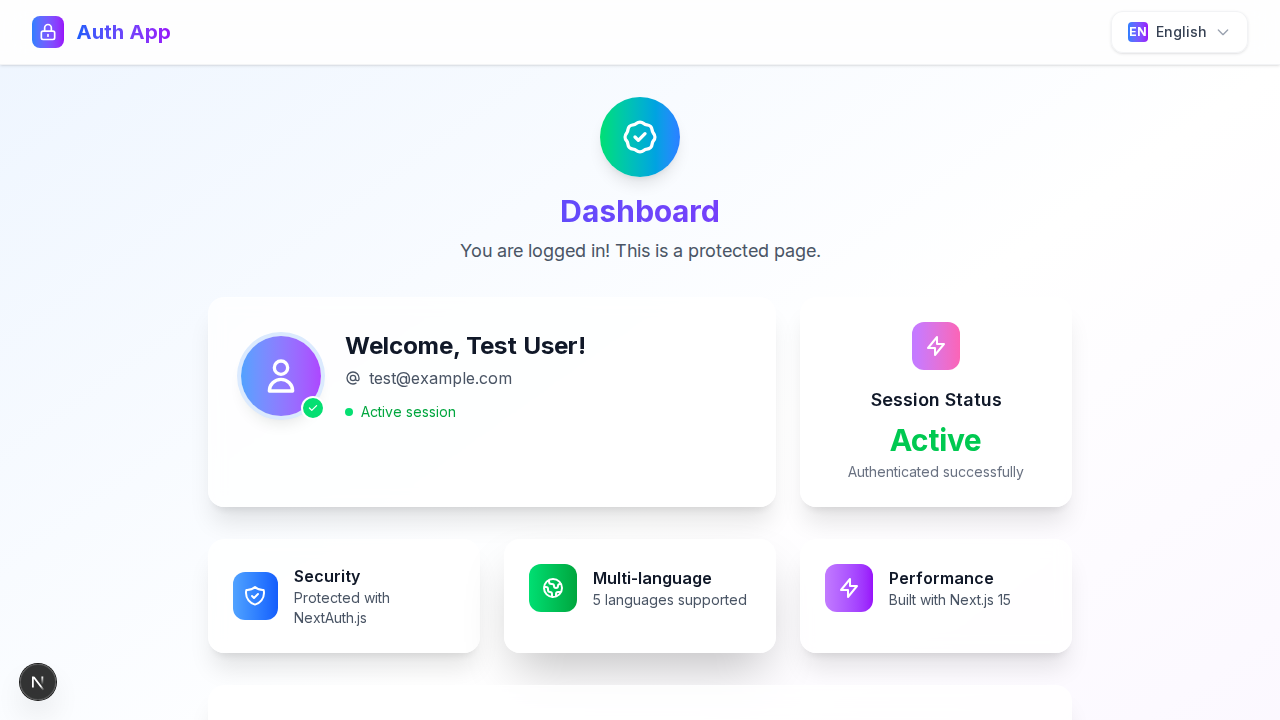 Auth App
EN English
Dashboard
You are logged in! This is a protected page.
Welcome, Test User!
test@example.com
Active session
Session Status
Active
Authenticated successfully
Security
Protected with
NextAuth.js
Multi-language
5 languages supported
Performance
Built with Next.js 15
N